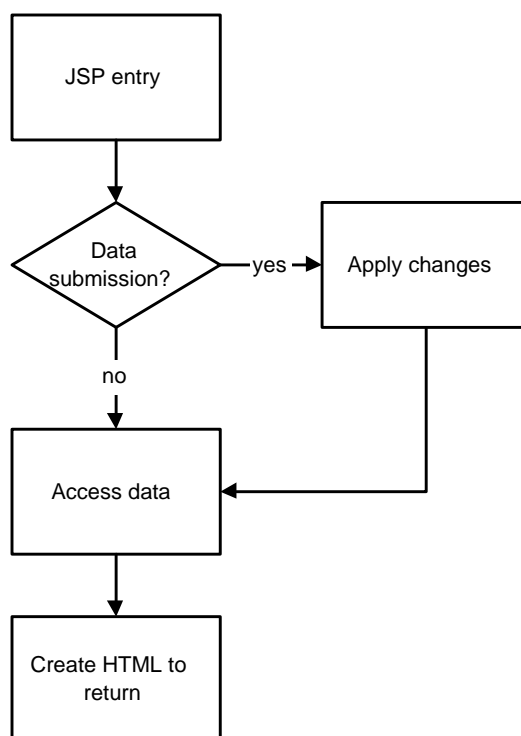 JSP entry
Data
submission?
yes
Apply changes
no
Access data
Create HTML to
return